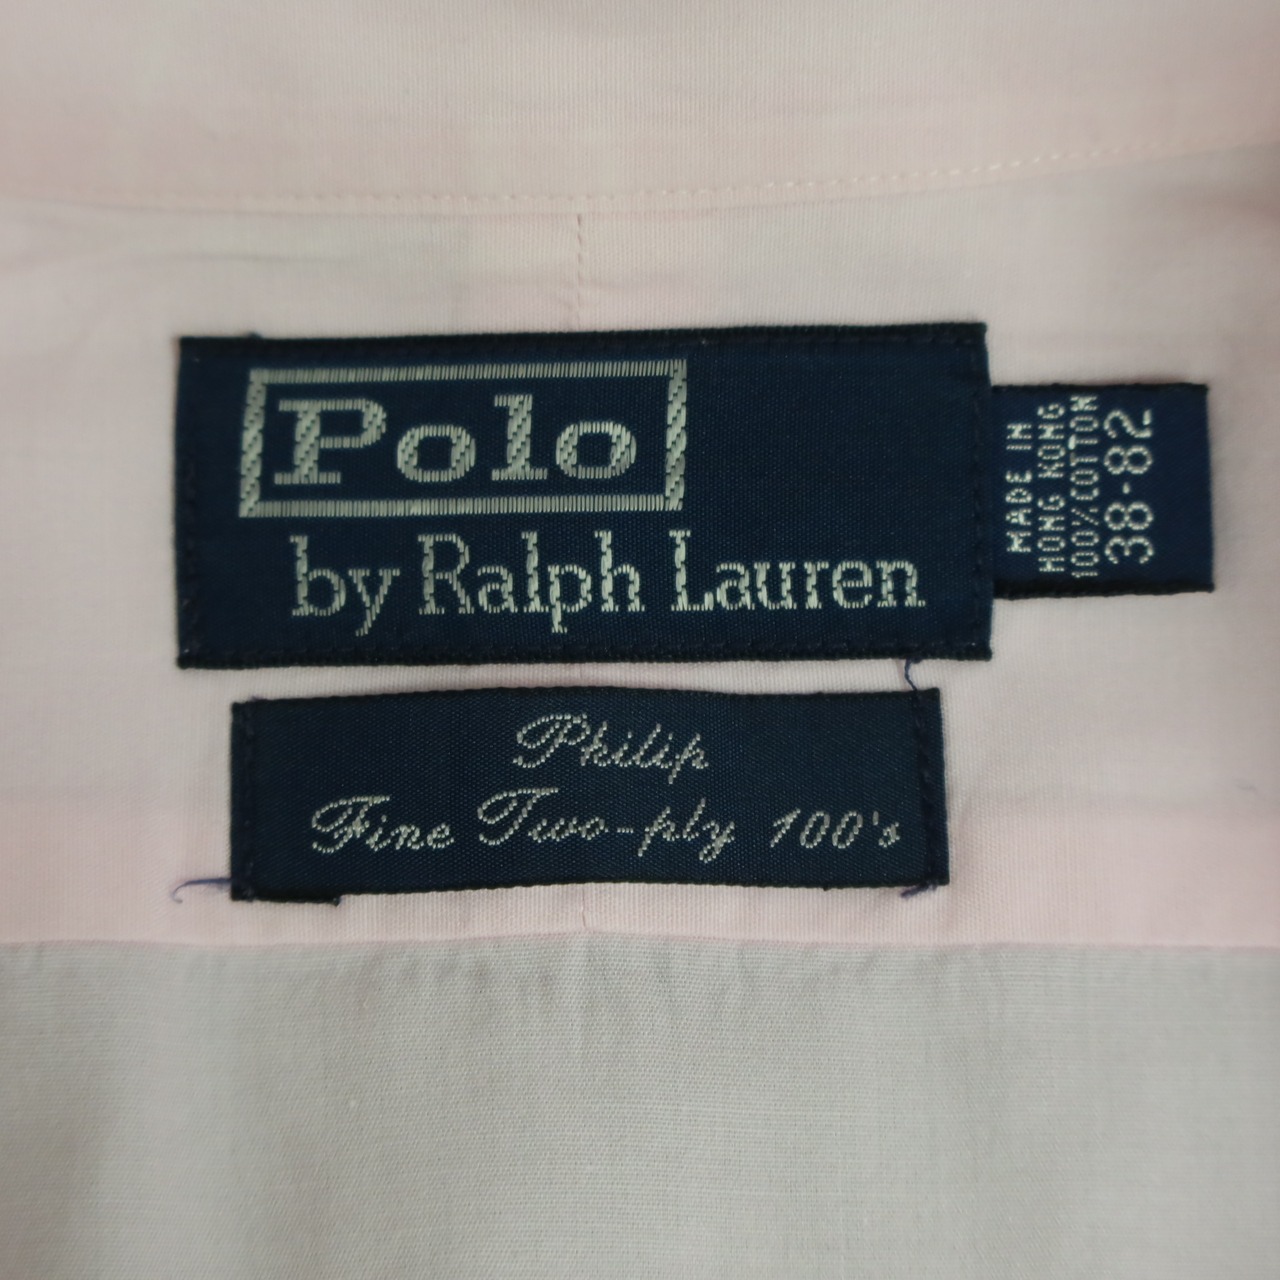 Polo
by Ralph Lauren
MADE IN
HONG KONG
100% COTTON
38-82
Philip
Fine Two-ply 100's